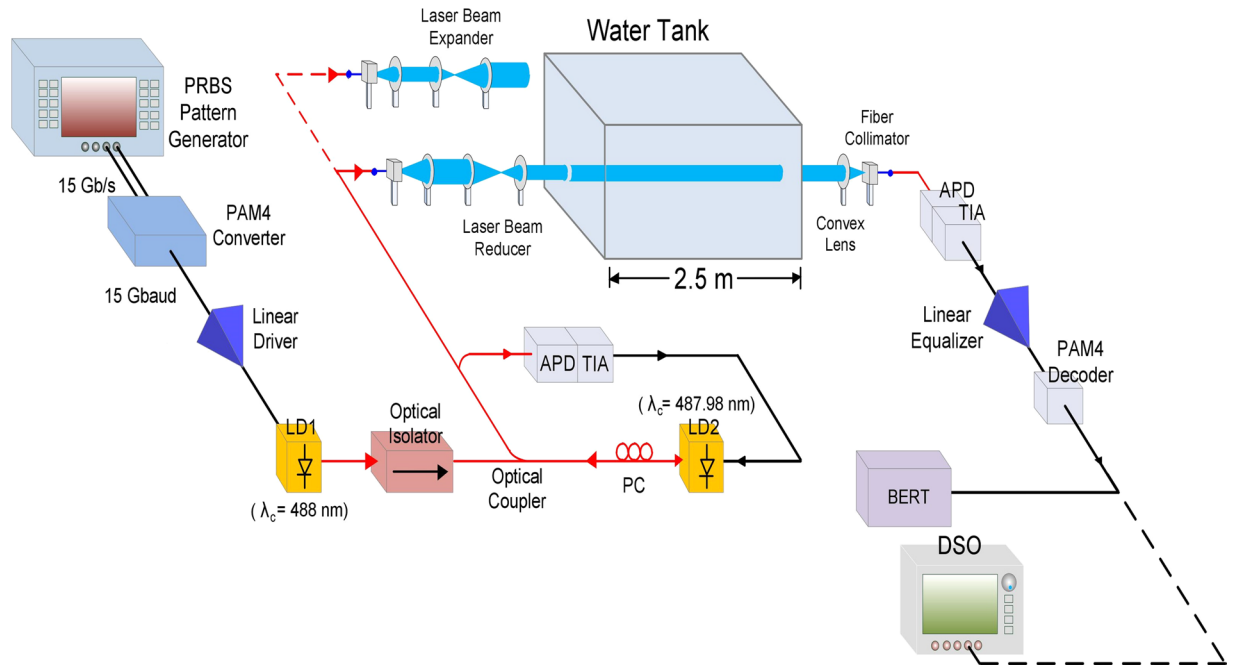 Laser Beam
Expander
Water Tank
PRBS
Pattern
Generator
Fiber
Collimator
15 Gb/s
PAM4
Converter
Laser Beam
Reducer
Convex
Lens
APD
TIA
2.5 m
15 Gbaud
Linear
Driver
Linear
Equalizer
APD
TIA
PAM4
Decoder
LD1
Optical
Isolator
( λc= 487.98 nm)
LD2
Optical
Coupler
PC
( λc= 488 nm)
BERT
DSO